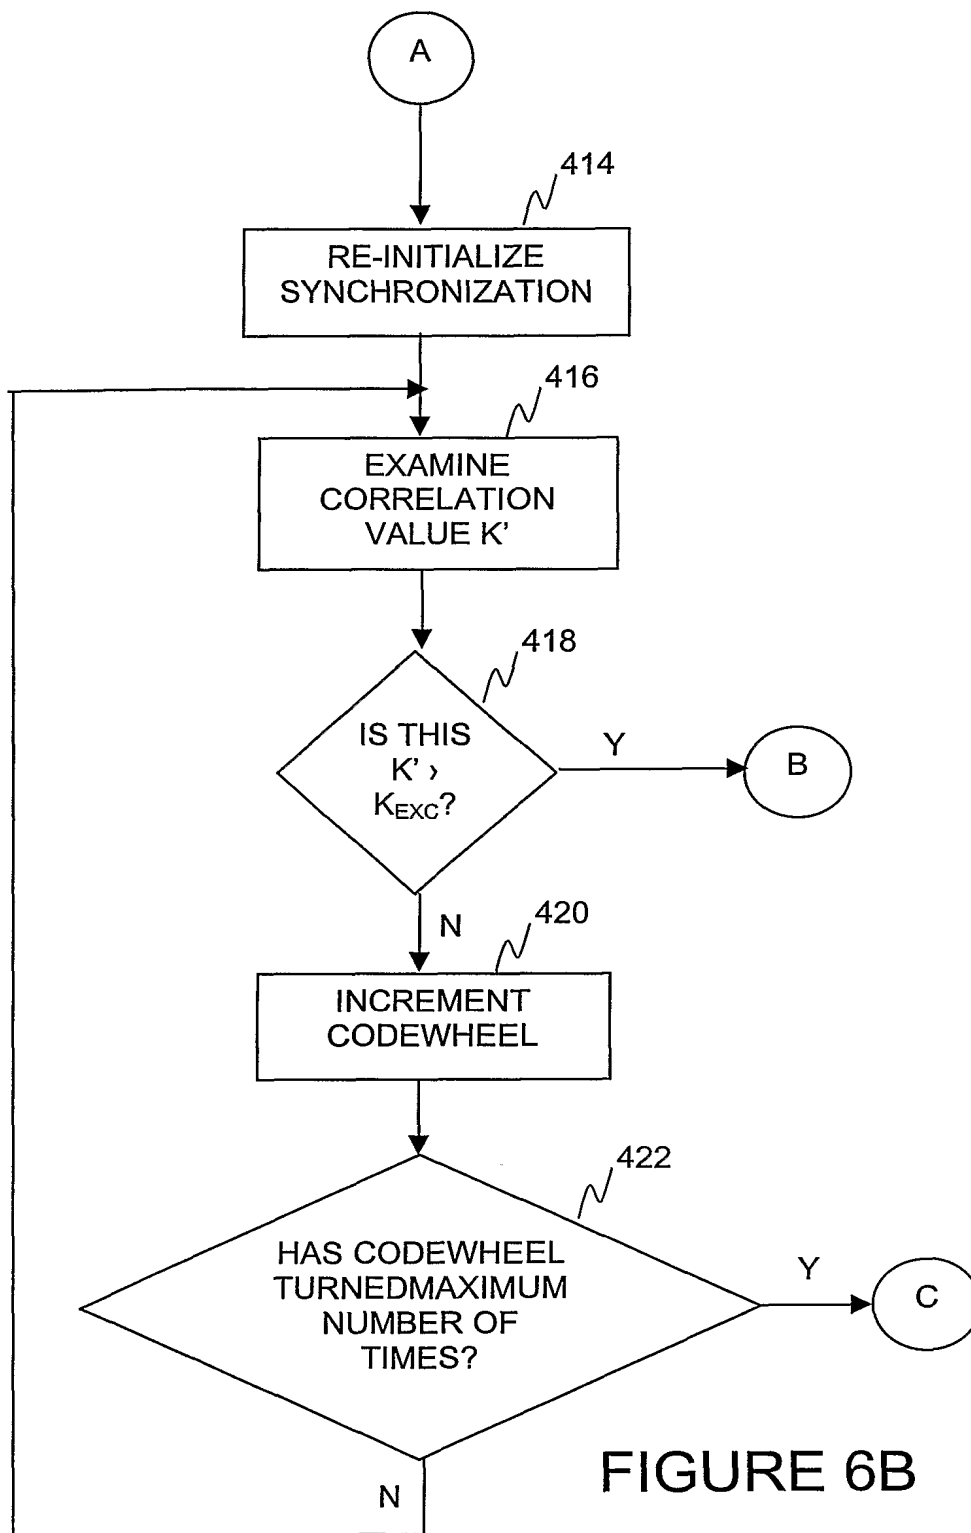 A
414
RE-INITIALIZE
SYNCHRONIZATION
416
EXAMINE
CORRELATION
VALUE K’
418
IS THIS
K’ ›
KEXC?
Y
B
N
420
INCREMENT
CODEWHEEL
422
HAS CODEWHEEL
TURNEDMAXIMUM
NUMBER OF
TIMES?
Y
C
N
FIGURE 6B